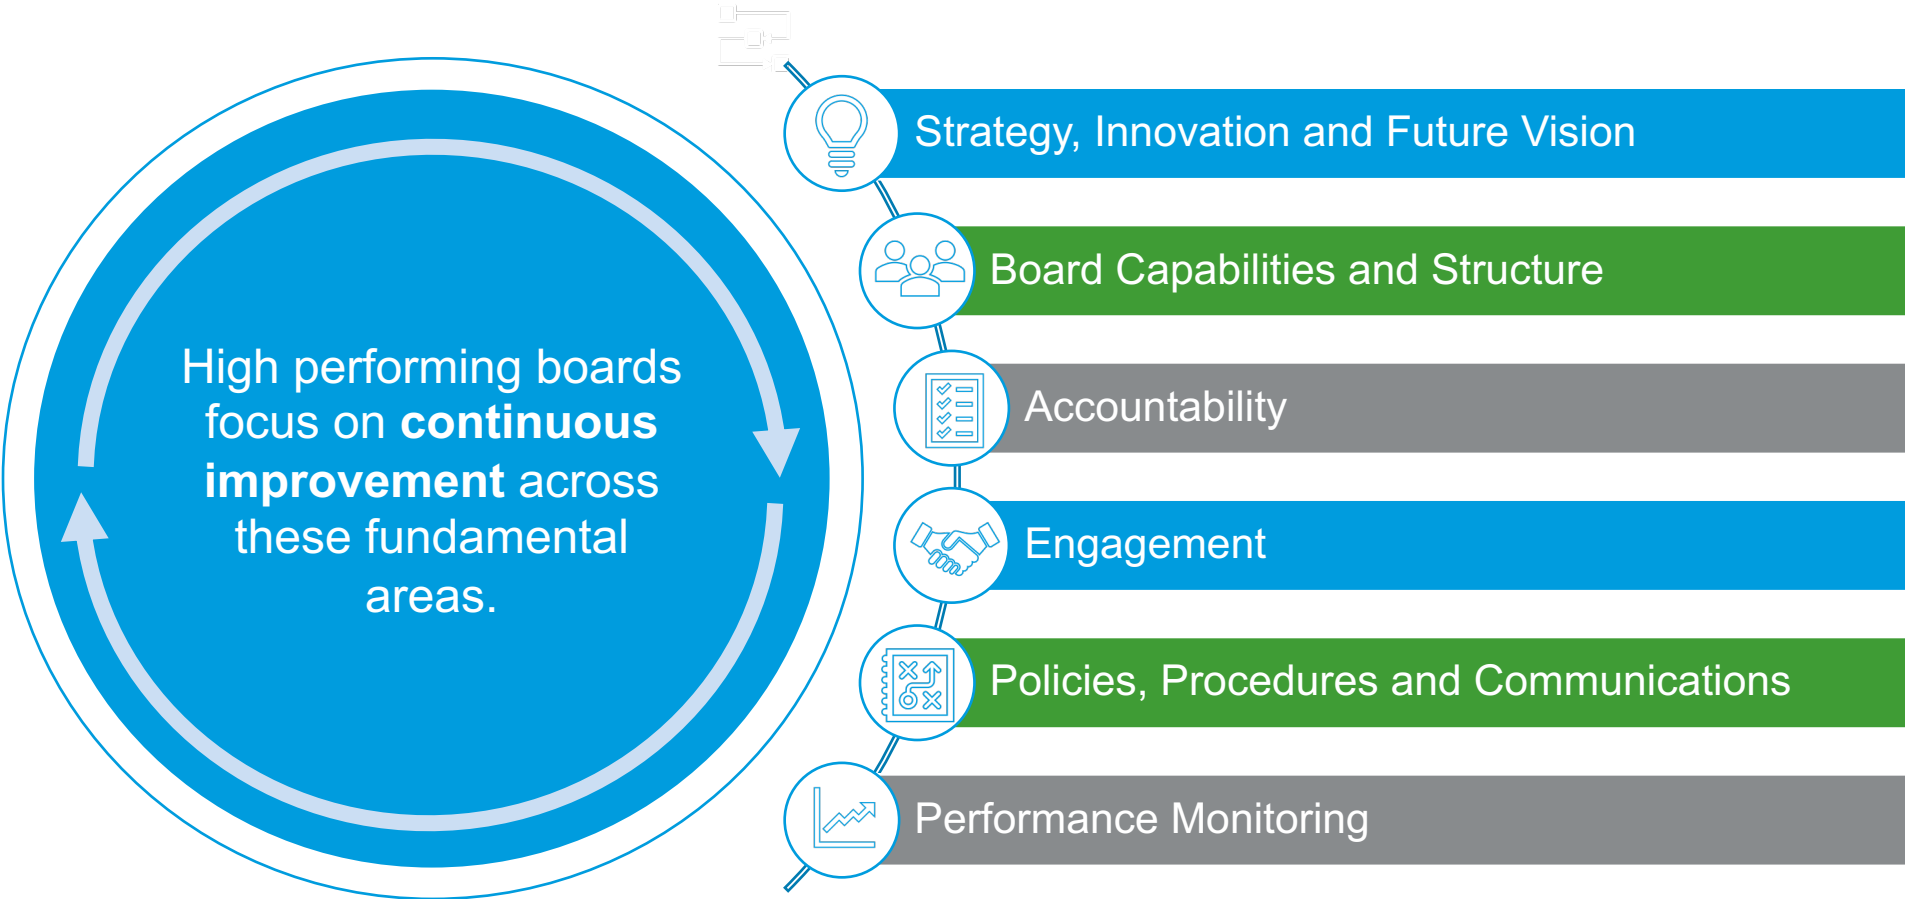 High performing boards
focus on continuous
improvement across
these fundamental
areas.
Strategy, Innovation and Future Vision
Board Capabilities and Structure
Accountability
Engagement
Policies, Procedures and Communications
Performance Monitoring